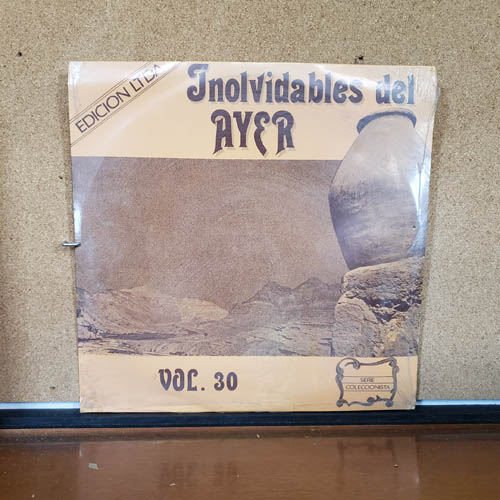 EDICION LTDA
Inolvidables del
AYER
VOL. 30
SERIE
COLECCIONISTA